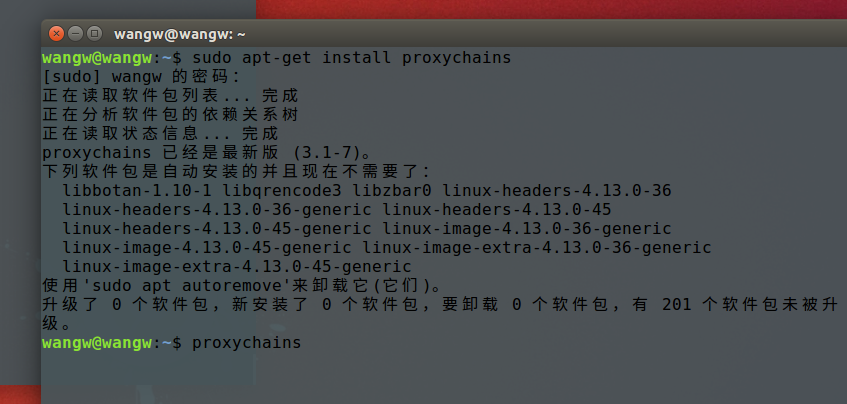 wangw@wangw: ~
wangw@wangw:~$ sudo apt-get install proxychains
[sudo] wangw 的密码：
正在读取软件包列表... 完成
正在分析软件包的依赖关系树
正在读取状态信息... 完成
proxychains 已经是最新版 (3.1-7)。
下列软件包是自动安装的并且现在不需要了：
  libbotan-1.10-1 libqrencode3 libzbar0 linux-headers-4.13.0-36
  linux-headers-4.13.0-36-generic linux-headers-4.13.0-45
  linux-headers-4.13.0-45-generic linux-image-4.13.0-36-generic
  linux-image-4.13.0-45-generic linux-image-extra-4.13.0-36-generic
  linux-image-extra-4.13.0-45-generic
使用'sudo apt autoremove'来卸载它(它们)。
升级了 0 个软件包，新安装了 0 个软件包，要卸载 0 个软件包，有 201 个软件包未被升
级。
wangw@wangw:~$ proxychains